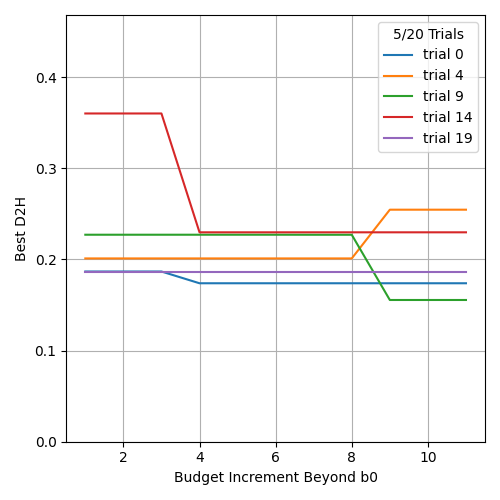 5/20 Trials
trial 0
trial 4
trial 9
trial 14
trial 19
0.4
0.3
0.2
0.1
0.0
Best D2H
2 4 6 8 10
Budget Increment Beyond b0